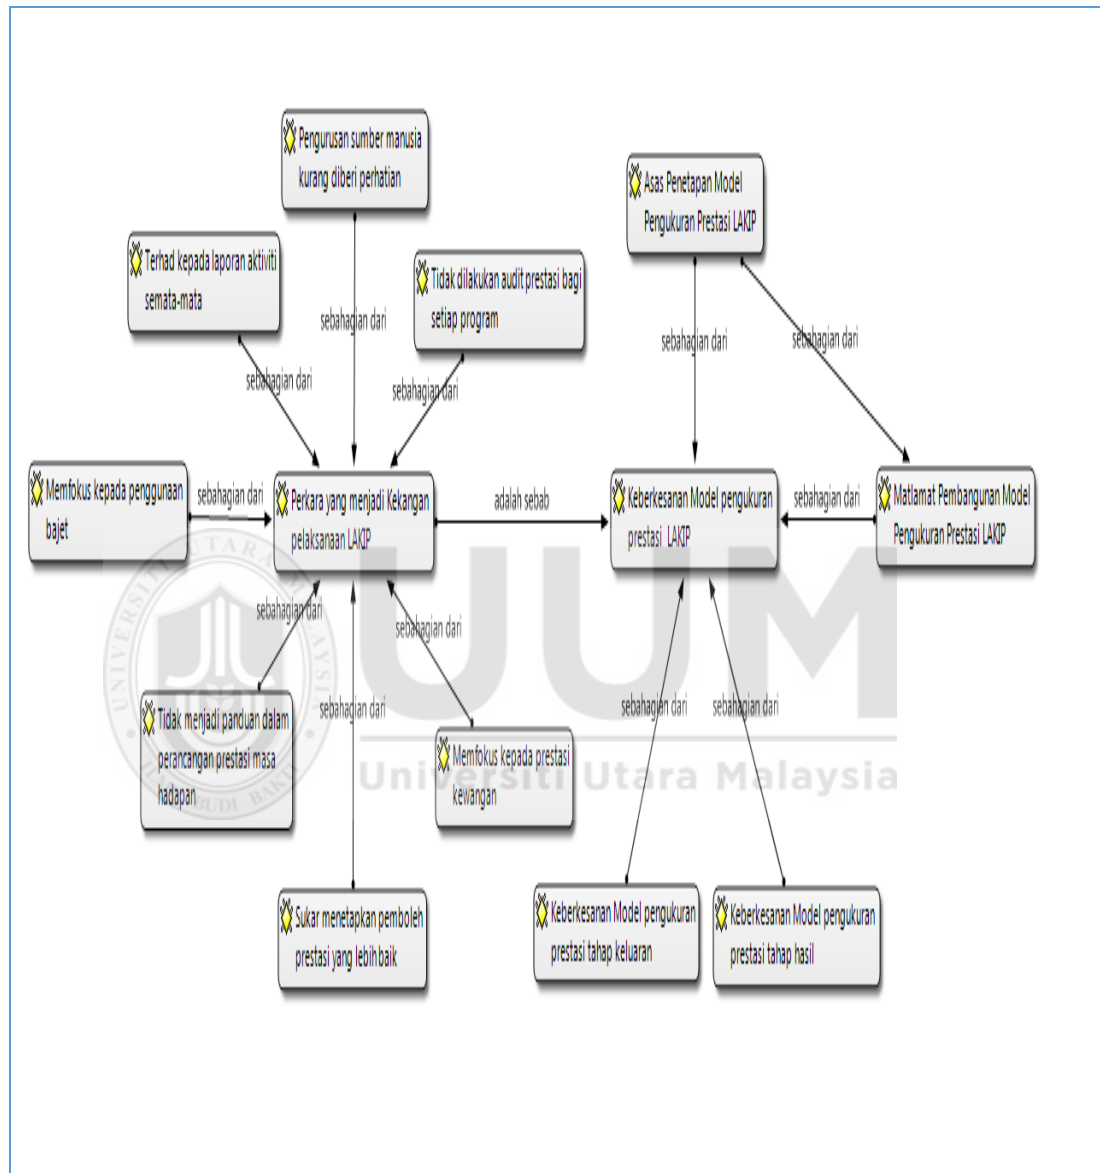 Pengurusan sumber manusia
kurang diberi perhatian
Asas Penetapan Model
Pengukuran Prestasi LAKIP
Terhad kepada laporan aktiviti
semata-mata
Tidak dilakukan audit prestasi bagi
setiap program
sebahagian dari
sebahagian dari
sebahagian dari
sebahagian dari
sebahagian dari
Memfokus kepada penggunaan
bajet
sebahagian dari
Perkara yang menjadi Kekangan
pelaksanaan LAKIP
adalah sebab
Keberkesanan Model pengukuran
prestasi LAKIP
sebahagian dari
Matlamat Pembangunan Model
Pengukuran Prestasi LAKIP
sebahagian dari
sebahagian dari
sebahagian dari
sebahagian dari
sebahagian dari
Tidak menjadi panduan dalam
perancangan prestasi masa
hadapan
Memfokus kepada prestasi
kewangan
Sukar menetapkan pemboleh
prestasi yang lebih baik
Keberkesanan Model pengukuran
prestasi tahap keluaran
Keberkesanan Model pengukuran
prestasi tahap hasil
UUM
Universiti Utara Malaysia
UNIVERSITI UTARA MALAYSIA
BUDI